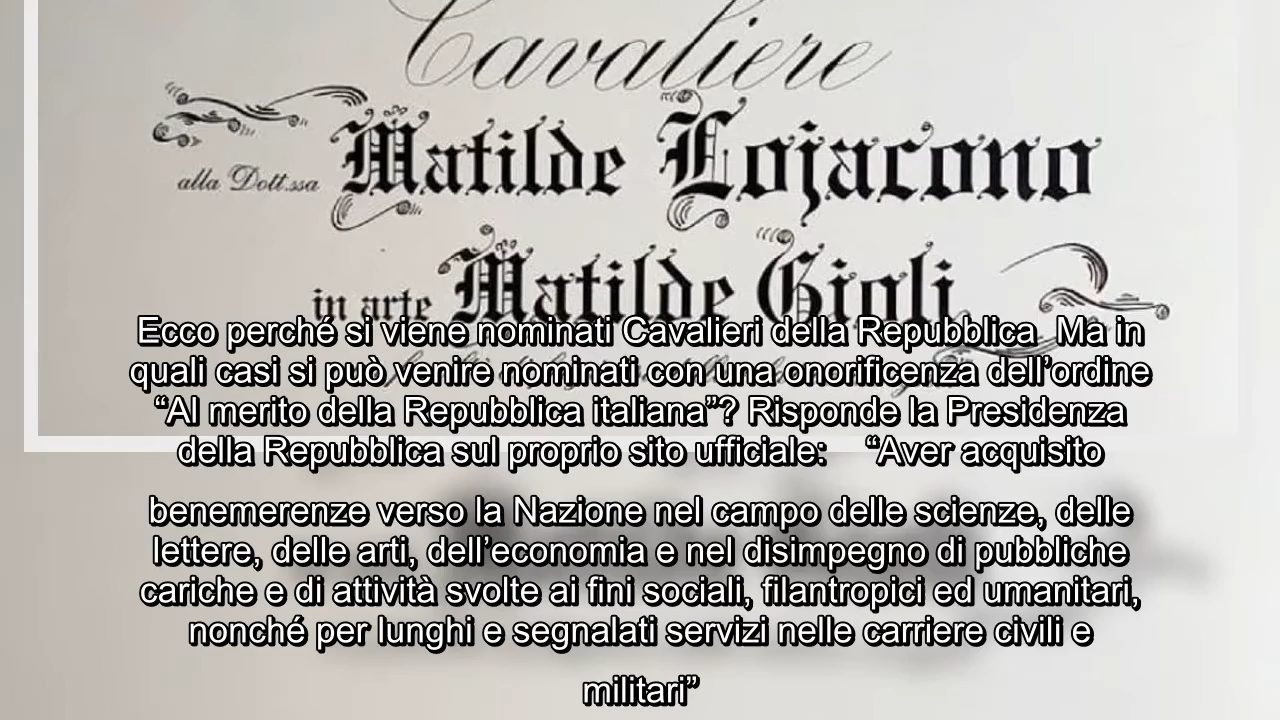 Cavaliere
alla Dott.ssa Matilde Lojacono
in arte Matilde Gioli
Ecco perché si viene nominati Cavalieri della Repubblica Ma in
quali casi si può venire nominati con una onorificenza dell’ordine
“Al merito della Repubblica italiana”? Risponde la Presidenza
della Repubblica sul proprio sito ufficiale: “Aver acquisito
benemerenze verso la Nazione nel campo delle scienze, delle
lettere, delle arti, dell’economia e nel disimpegno di pubbliche
cariche e di attività svolte ai fini sociali, filantropici ed umanitari,
nonché per lunghi e segnalati servizi nelle carriere civili e
militari”